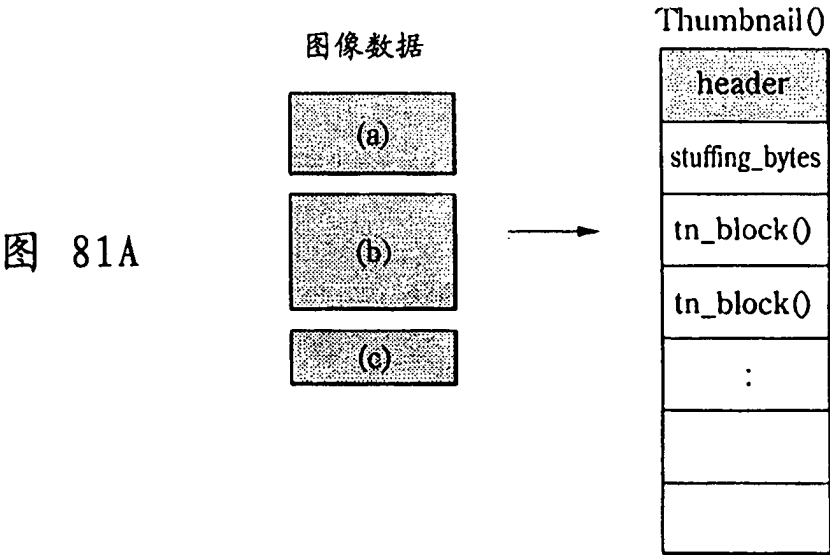 图 81A
图像数据
(a)
(b)
(c)
Thumbnail()
header
stuffing_bytes
tn_block()
tn_block()
: